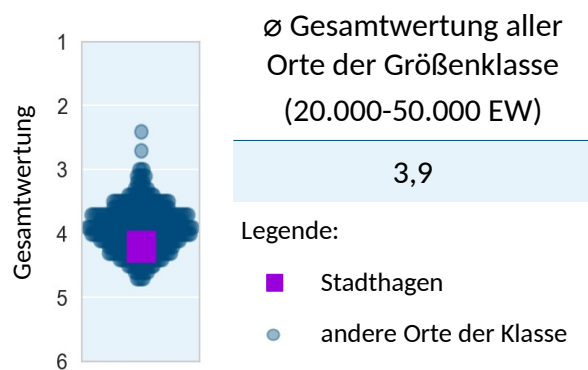 ø Gesamtwertung aller
Orte der Größenklasse
(20.000-50.000 EW)
3,9
Legende:
Stadthagen
andere Orte der Klasse
Gesamtwertung
1
2
3
4
5
6